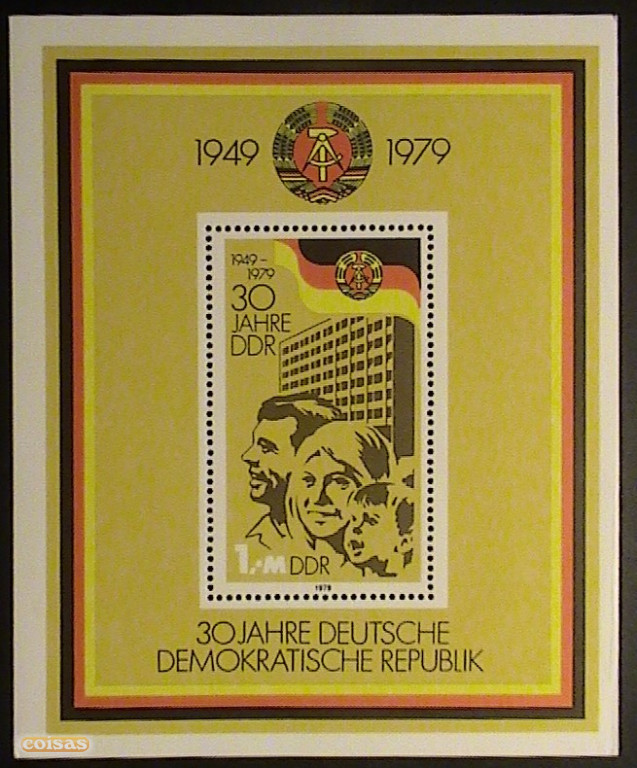 1949 1979
1949-
1979
30
JAHRE
DDR
1,-M DDR
1979
30 JAHRE DEUTSCHE
DEMOKRATISCHE REPUBLIK
coisas